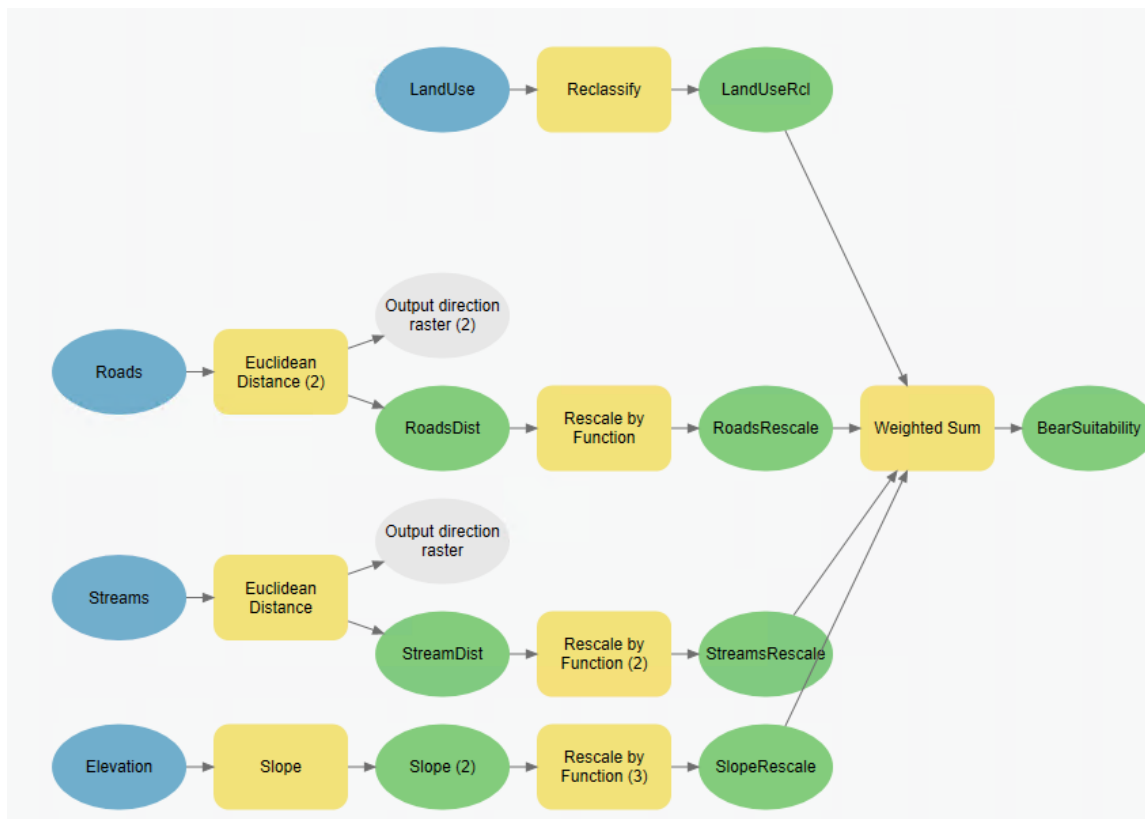 LandUse
Reclassify
LandUseRcl
Output direction
raster (2)
Roads
Euclidean
Distance (2)
RoadsDist
Rescale by
Function
RoadsRescale
Weighted Sum
BearSuitability
Output direction
raster
Streams
Euclidean
Distance
StreamDist
Rescale by
Function (2)
StreamsRescale
Elevation
Slope
Slope (2)
Rescale by
Function (3)
SlopeRescale